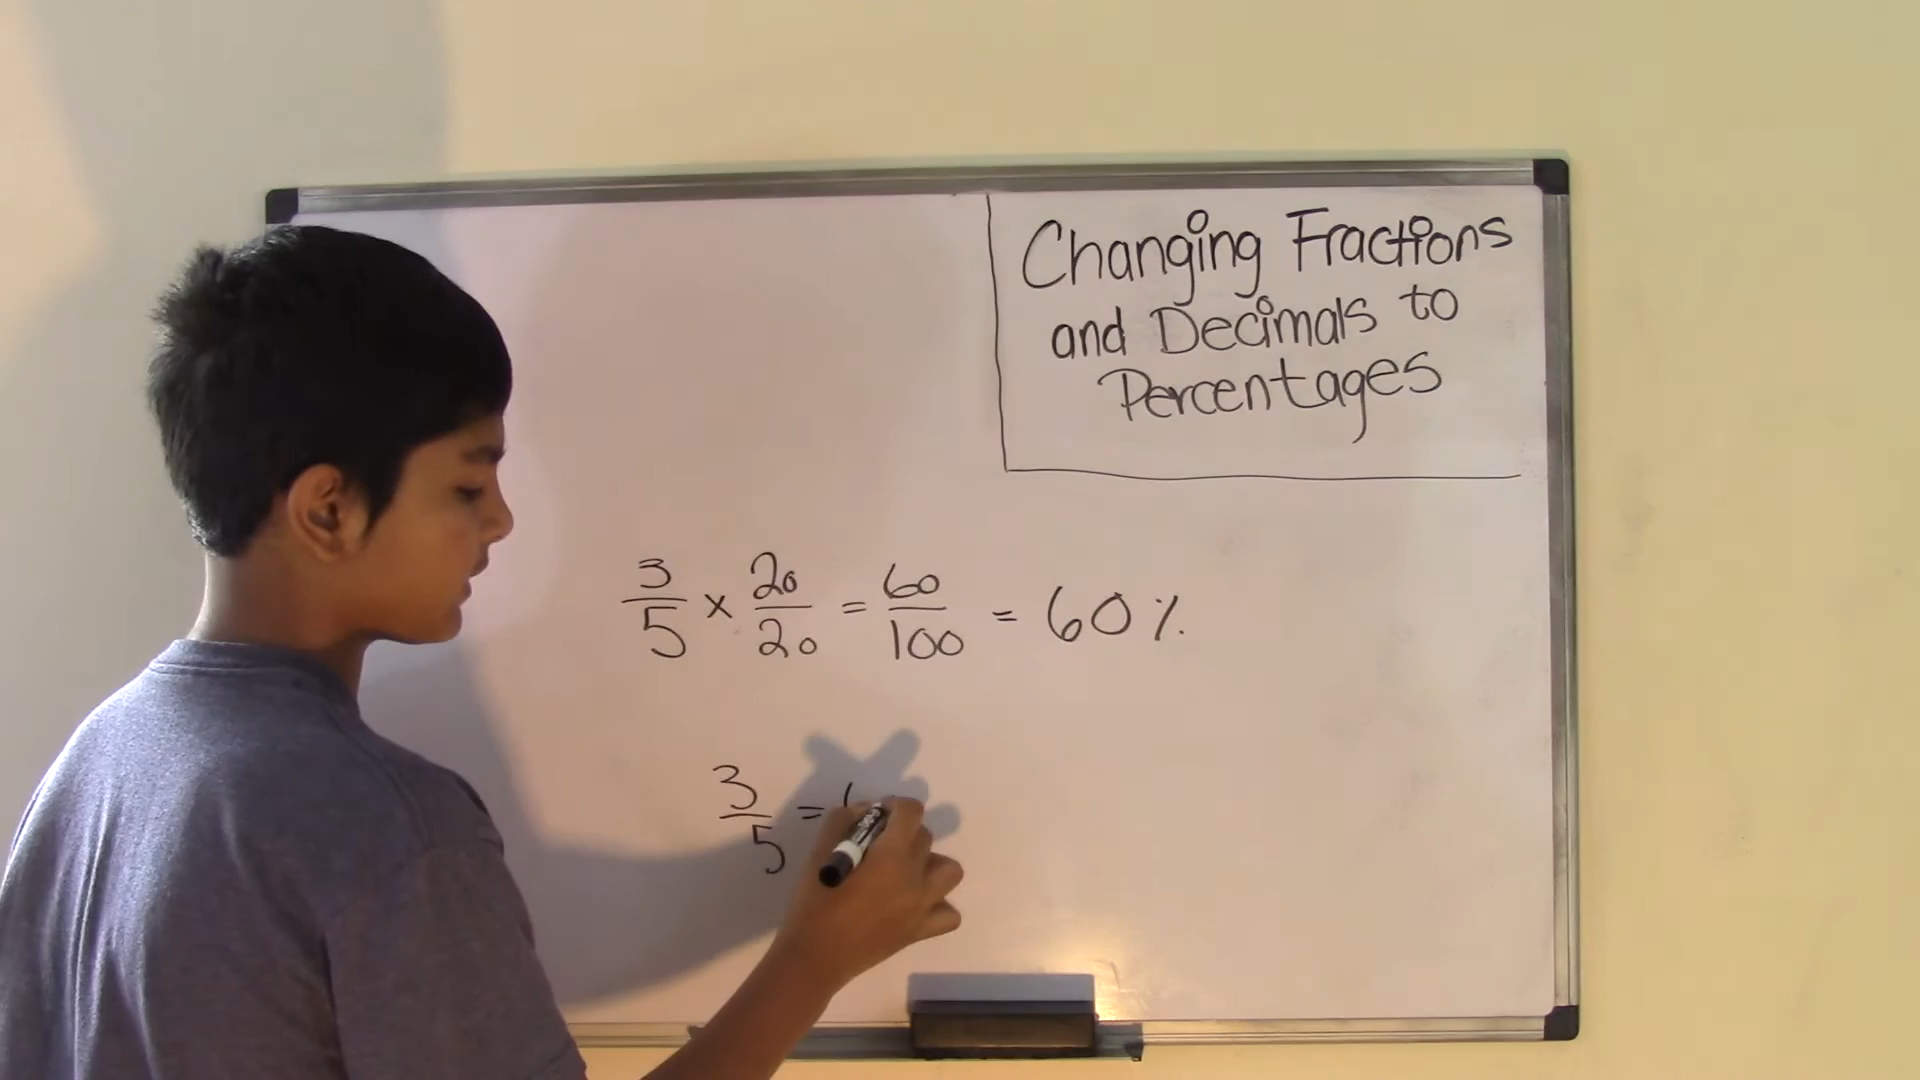 Changing Fractions
and Decimals to
Percentages
3/5 × 20/20 = 60/100 = 60%
3/5 =